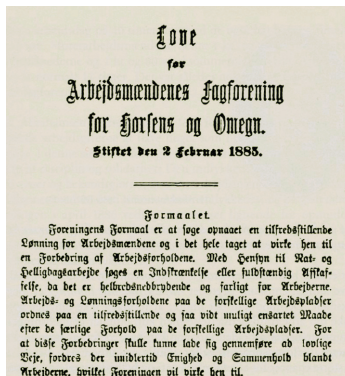 Love
for
Arbejdsmændenes Fagforening
for Horsens og Omegn.
Stiftet den 2 Februar 1885.
Formaalet.
Foreningens Formaal er at søge opnaaet en tilfredsstillende
Lønning for Arbejdsmændene og i det hele taget at virke hen til
en Forbedring af Arbejdsforholdene. Med Hensyn til Nat- og
Helligdagsarbejde søges en Indskrænkelse eller fuldstændig Afskaf-
felse, da det er helbredsnedbrydende og farligt for Arbejderne.
Arbejds- og Lønningsforholdene paa de forskellige Arbejdspladser
ordnes paa en tilfredsstillende og saa vidt muligt ensartet Maade
efter de særlige Forhold paa de forskellige Arbejdspladser. For
at disse Forbedringer skulle kunne lade sig gennemføre ad lovlige
Veje, fordres der imidlertid Enighed og Sammenhold blandt
Arbejderne, hvilket Foreningen vil virke hen til.